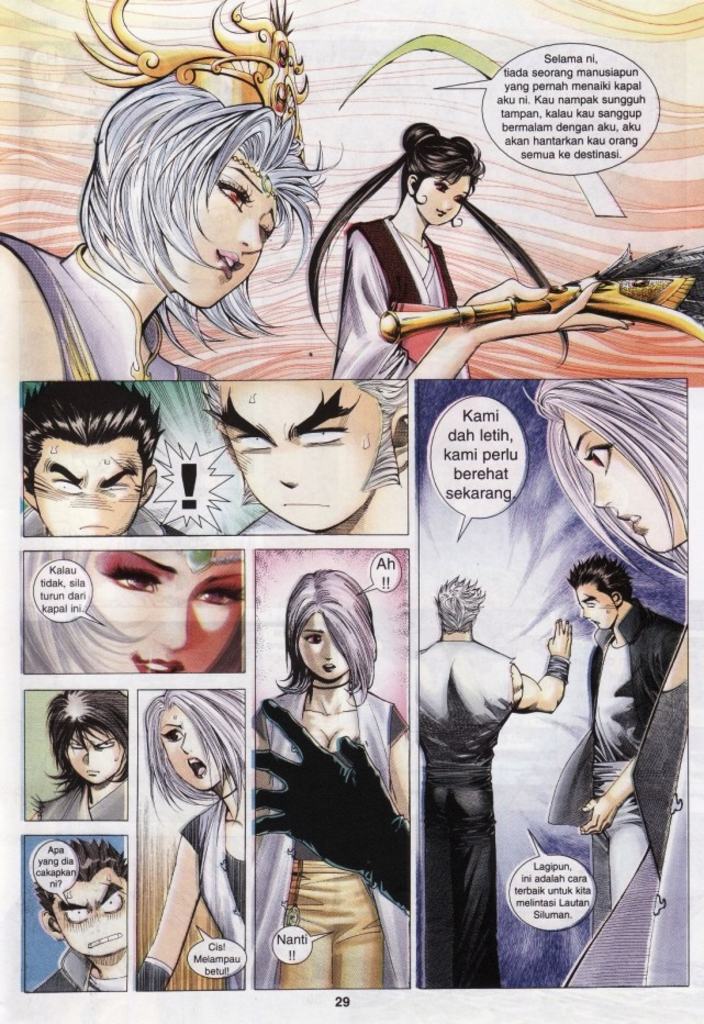 Selama ni,
tiada seorang manusiapun
yang pernah menaiki kapal
aku ni. Kau nampak sungguh
tampan, kalau kau sanggup
bermalam dengan aku, aku
akan hantarkan kau orang
semua ke destinasi.
!
Kami
dah letih,
kami perlu
berehat
sekarang.
Kalau
tidak, sila
turun dari
kapal ini.
Ah
!!
Apa
yang dia
cakapkan
ni?
Cis!
Melampau
betul!
Nanti
!!
Lagipun,
ini adalah cara
terbaik untuk kita
melintasi Lautan
Siluman.
29